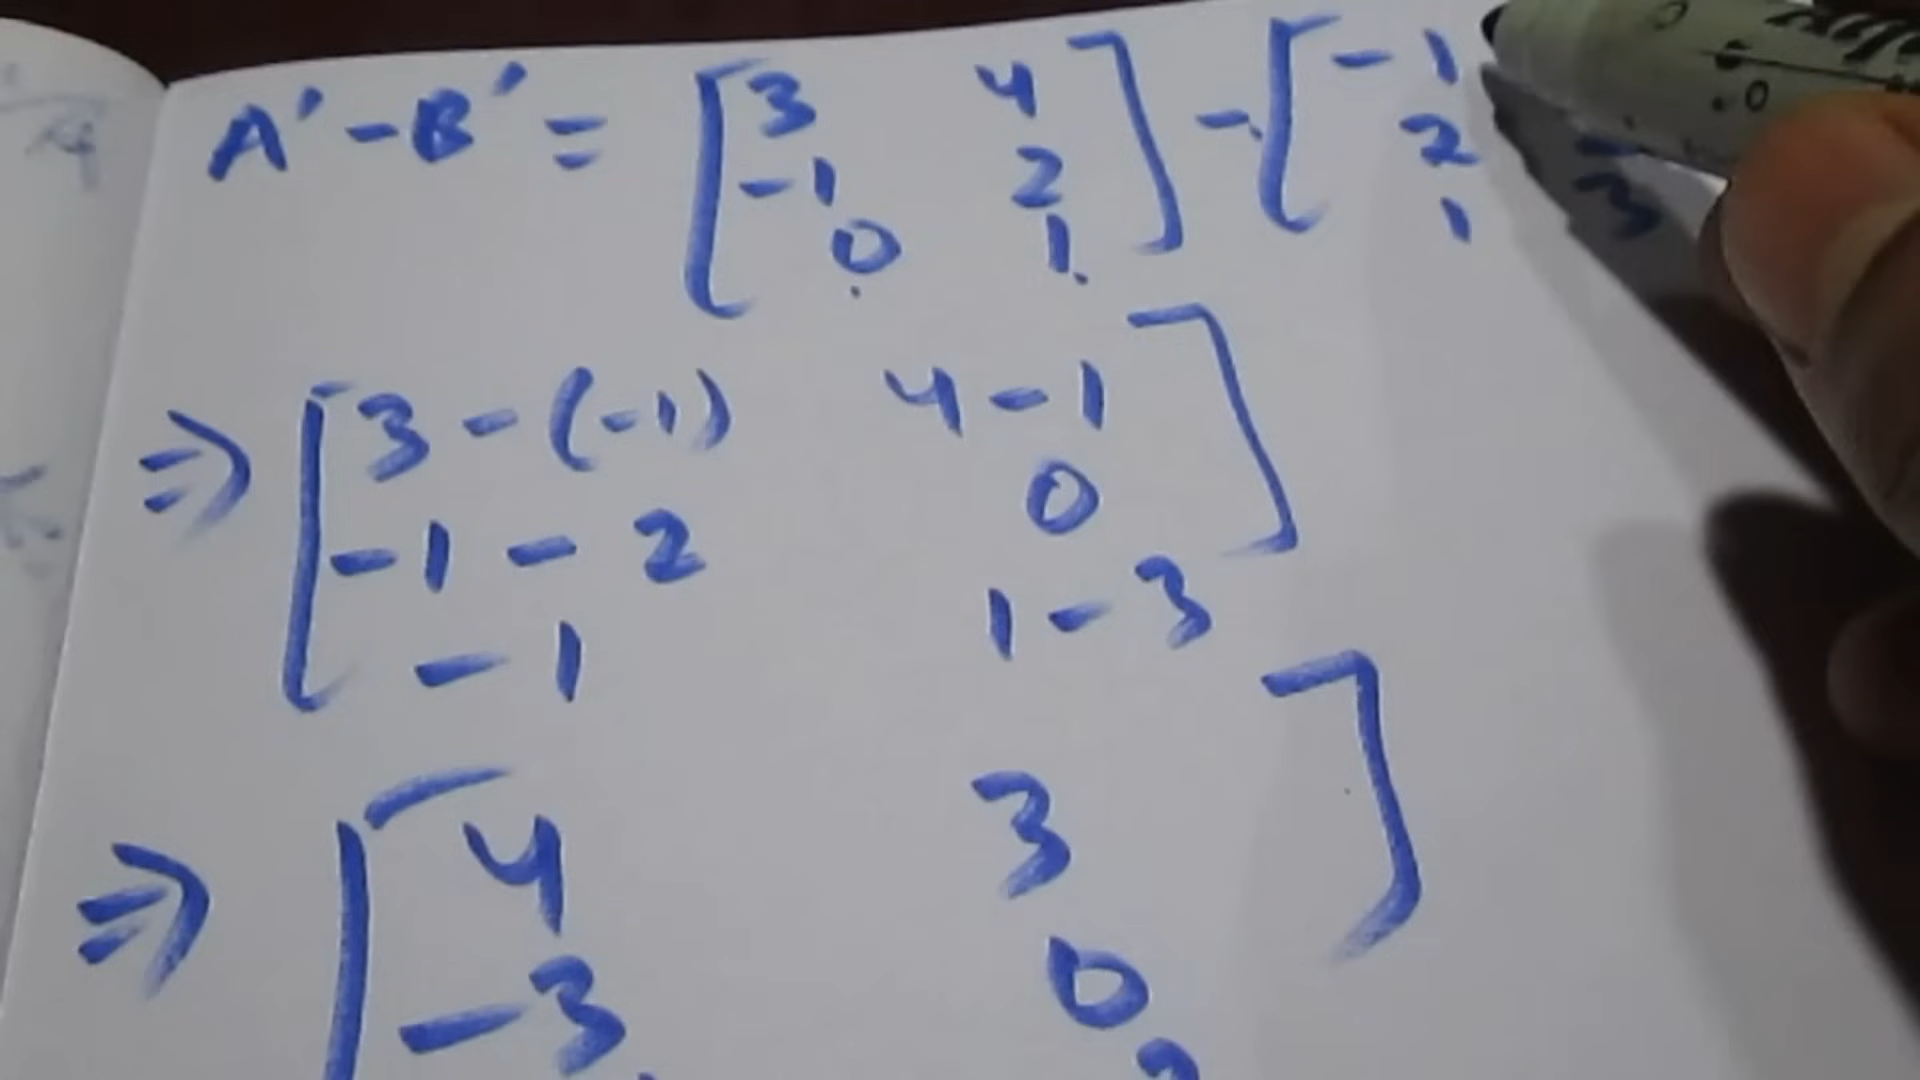 A' - B' = [ 3 4 ] - [ -1
-1 2 2
0 1 1 3
⇒ [ 3 - (-1) 4 - 1 ]
-1 - 2 0
- 1 1 - 3
⇒ [ 4 3 ]
-3 0